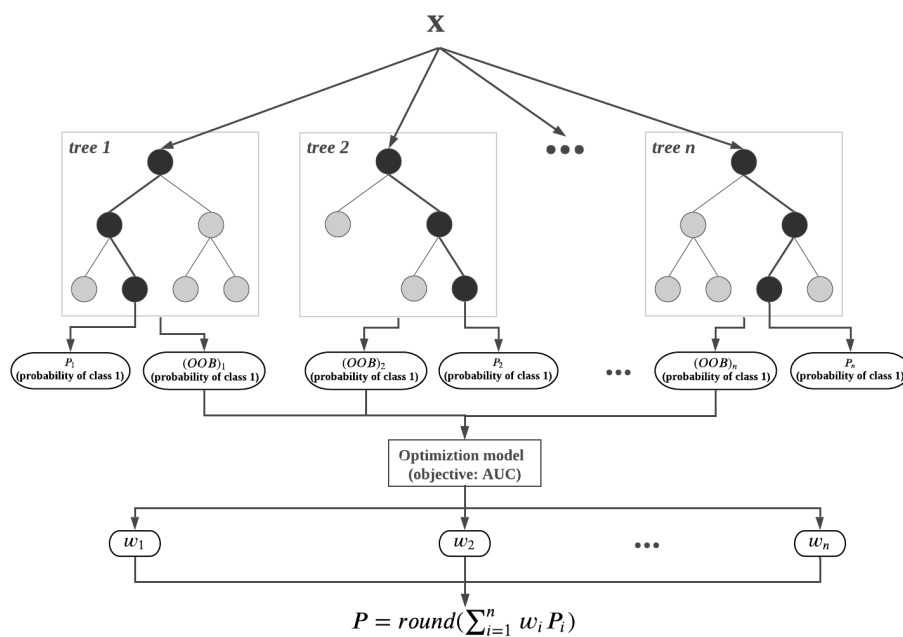 X
tree 1
tree 2
•••
tree n
P₁
(probability of class 1)
(OOB)₁
(probability of class 1)
(OOB)₂
(probability of class 1)
P₂
(probability of class 1)
•••
(OOB)ₙ
(probability of class 1)
Pₙ
(probability of class 1)
Optimiztion model
(objective: AUC)
w₁
w₂
•••
wₙ
P = round(∑ⁿᵢ₌₁ wᵢPᵢ)